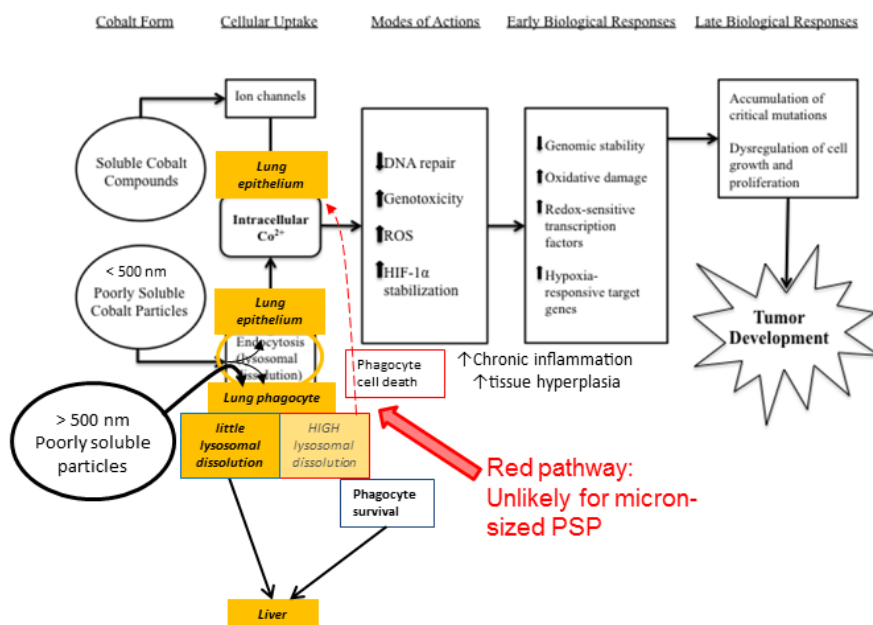 Cobalt Form
Cellular Uptake
Modes of Actions
Early Biological Responses
Late Biological Responses
Ion channels
Soluble Cobalt
Compounds
Lung
epithelium
Intracellular
Co²⁺
< 500 nm
Poorly Soluble
Cobalt Particles
Lung
epithelium
Endocytosis
(lysosomal
dissolution)
Lung phagocyte
> 500 nm
Poorly soluble
particles
little
lysosomal
dissolution
HIGH
lysosomal
dissolution
Phagocyte
cell death
Phagocyte
survival
Liver
⬇DNA repair
⬆Genotoxicity
⬆ROS
⬆HIF-1α
stabilization
⬇Genomic stability
⬆Oxidative damage
⬆Redox-sensitive
transcription
factors
⬆Hypoxia-
responsive target
genes
↑Chronic inflammation
↑tissue hyperplasia
Accumulation of
critical mutations
Dysregulation of cell
growth and
proliferation
Tumor
Development
Red pathway:
Unlikely for micron-
sized PSP